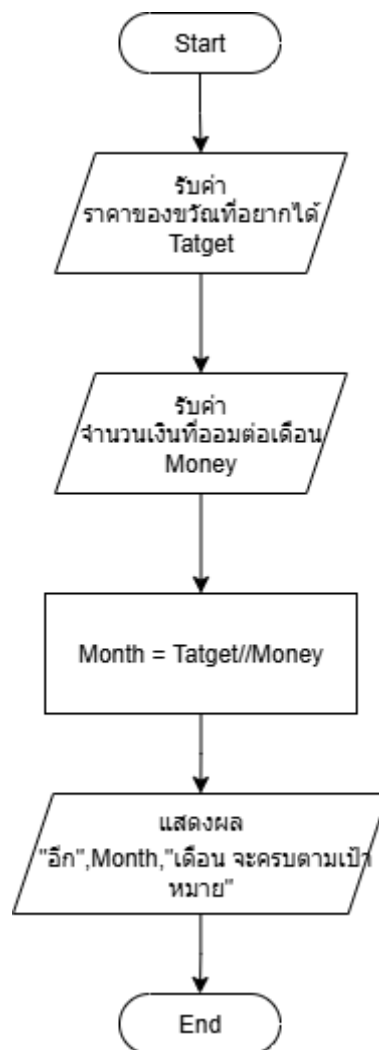 Start
รับค่า
ราคาของขวัณที่อยากได้
Tatget
รับค่า
จำนวนเงินที่ออมต่อเดือน
Money
Month = Tatget//Money
แสดงผล
"อีก",Month,"เดือน จะครบตามเป้า
หมาย"
End